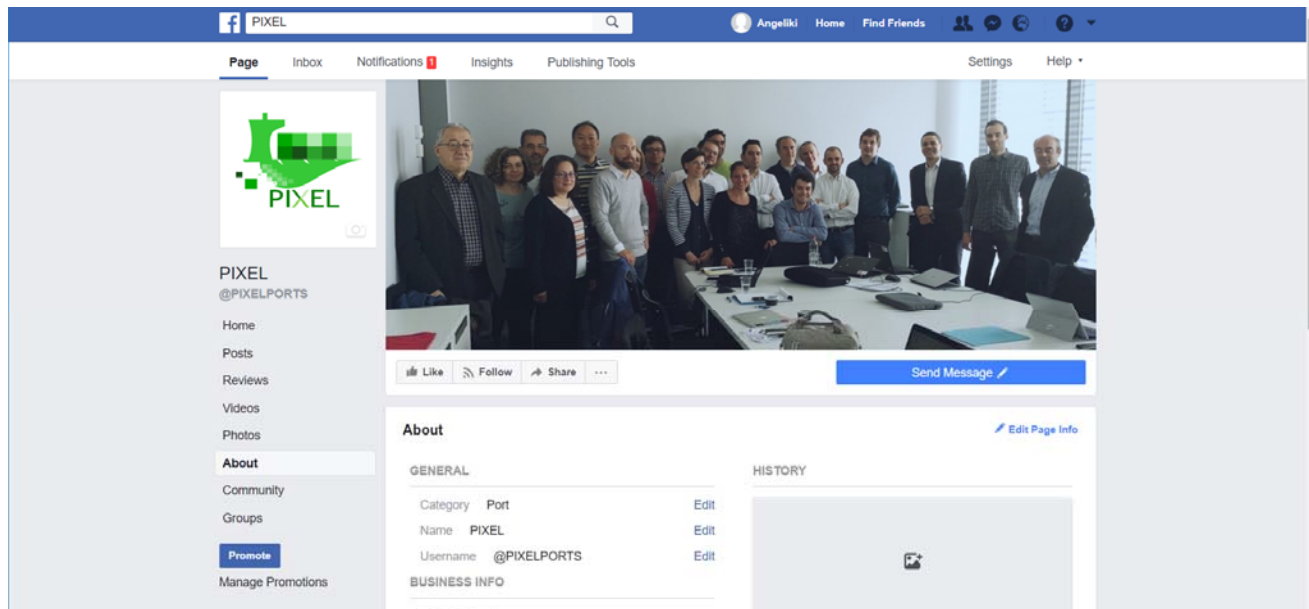 PIXEL
Angeliki Home Find Friends
Page Inbox Notifications 1 Insights Publishing Tools Settings Help
PIXEL
PIXEL
@PIXELPORTS
Home
Posts
Reviews
Videos
Photos
About
Community
Groups
Promote
Manage Promotions
Like Follow Share ...
Send Message
About
Edit Page Info
GENERAL
Category Port Edit
Name PIXEL Edit
Username @PIXELPORTS Edit
BUSINESS INFO
HISTORY